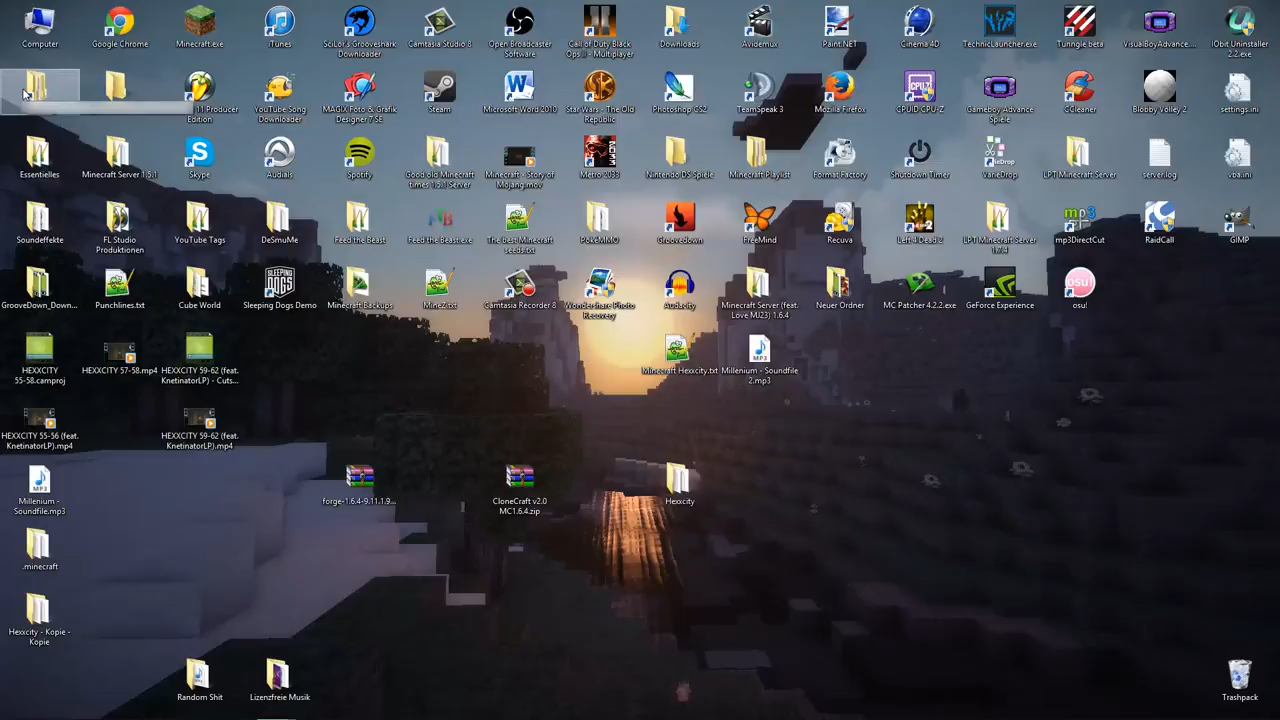 Computer
Google Chrome
Minecraft.exe
iTunes
SciLor's Grooveshark
Downloader
Camtasia Studio 8
Open Broadcaster
Software
Call of Duty Black
Ops II - Multiplayer
Downloads
Avidemux
Paint.NET
Cinema 4D
TechnicLauncher.exe
Tunngle beta
VisualBoyAdvance....
IObit Uninstaller
2.2.exe
11 Producer
Edition
YouTube Song
Downloader
MAGIX Foto & Grafik
Designer 7 SE
Steam
Microsoft Word 2010
Star Wars - The Old
Republic
Photoshop CS2
TeamSpeak 3
Mozilla Firefox
CPUID CPU-Z
Gameboy Advance
Spiele
CCleaner
Blobby Volley 2
settings.ini
Essentielles
Minecraft Server 1.5.1
Skype
Audials
Spotify
Good old Minecraft
times 1.5.1 Server
Minecraft - Story of
Mojang.mov
Metro 2033
Nintendo DS Spiele
Minecraft Playlist
Format Factory
Shutdown Timer
VarieDrop
LPT Minecraft Server
server.log
vba.ini
Soundeffekte
FL Studio
Produktionen
YouTube Tags
DeSmuMe
Feed the Beast
Feed the Beast.exe
The best Minecraft
seeds.txt
PokeMMO
Groovedown
FreeMind
Recuva
Left 4 Dead 2
LPT Minecraft Server
1.7.4
mp3DirectCut
RaidCall
GIMP
GrooveDown_Down...
Punchlines.txt
Cube World
Sleeping Dogs Demo
Minecraft Backups
MineZ.txt
Camtasia Recorder 8
Wondershare Photo
Recovery
Audacity
Minecraft Server (feat.
Love MJ23) 1.6.4
Neuer Ordner
MC Patcher 4.2.2.exe
GeForce Experience
osu!
HEXXCITY
55-58.camproj
HEXXCITY 57-58.mp4
HEXXCITY 59-62 (feat.
KnetinatorLP) - Cuts...
Minecraft Hexxcity.txt
Millenium - Soundfile
2.mp3
HEXXCITY 55-56 (feat.
KnetinatorLP).mp4
HEXXCITY 59-62 (feat.
KnetinatorLP).mp4
Millenium -
Soundfile.mp3
forge-1.6.4-9.11.1.9...
CloneCraft v2.0
MC1.6.4.zip
Hexxcity
.minecraft
Hexxcity - Kopie -
Kopie
Random Shit
Lizenzfreie Musik
Trashpack